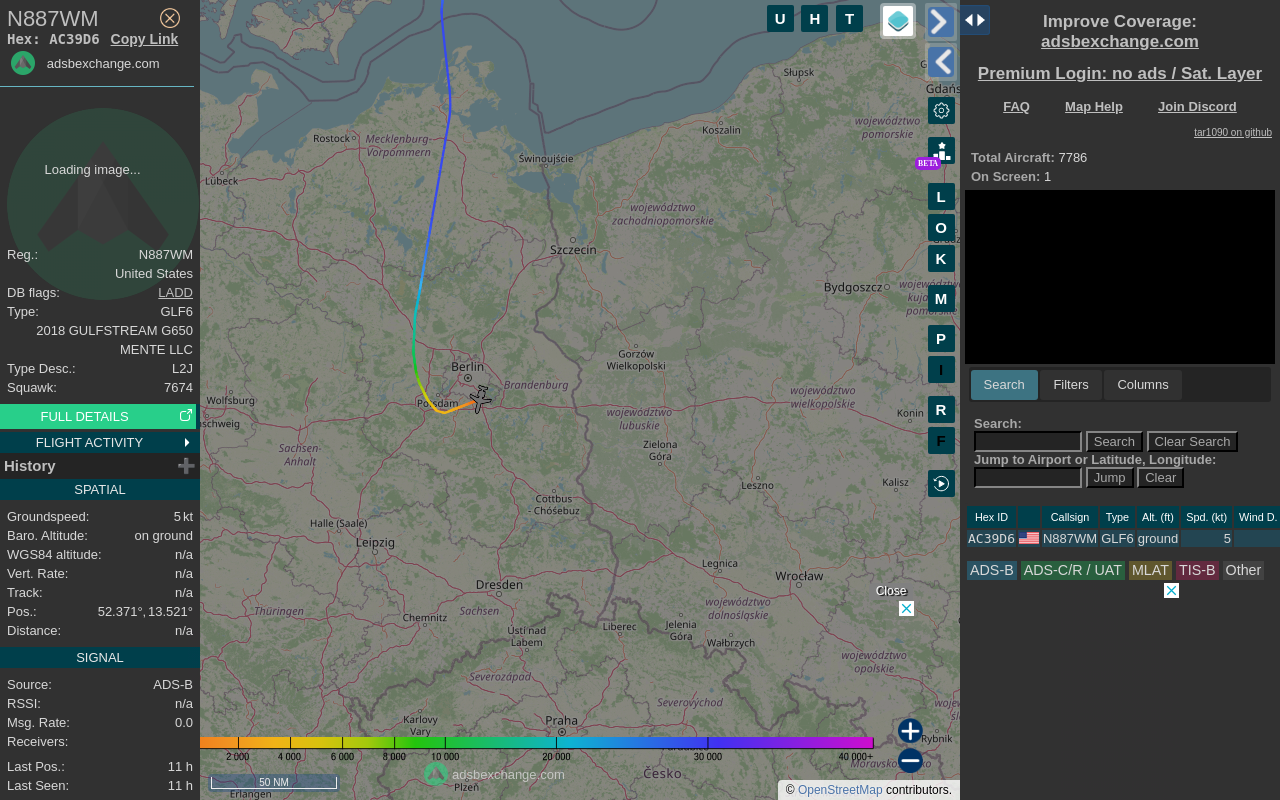 N887WM
Hex: AC39D6 Copy Link
adsbexchange.com
Loading image...
Reg.: N887WM
United States
DB flags: LADD
Type: GLF6
2018 GULFSTREAM G650
MENTE LLC
Type Desc.: L2J
Squawk: 7674
FULL DETAILS
FLIGHT ACTIVITY
History
SPATIAL
Groundspeed: 5 kt
Baro. Altitude: on ground
WGS84 altitude: n/a
Vert. Rate: n/a
Track: n/a
Pos.: 52.371°, 13.521°
Distance: n/a
SIGNAL
Source: ADS-B
RSSI: n/a
Msg. Rate: 0.0
Receivers:
Last Pos.: 11 h
Last Seen: 11 h
U H T
Słupsk
Gdańs
Koszalin
województwo
pomorskie
Rostock
Mecklenburg-
Vorpommern
Świnoujście
BETA
Lübeck
L
województwo
zachodniopomorskie
O
Szczecin
K
Bydgoszcz
M
P
Gorzów
Wielkopolski
I
Berlin
Brandenburg
Potsdam
Wolfsburg
województwo
lubuskie
województwo
wielkopolskie
Konin
R
F
Sachsen-
Anhalt
Zielona
Góra
Leszno
Kalisz
Cottbus
- Chóśebuz
Halle (Saale)
Leipzig
Legnica
Wrocław
Dresden
Close
Thüringen
Chemnitz
Sachsen
Ústí nad
Labem
Liberec
Jelenia
Góra
województwo
dolnośląskie
Wałbrzych
województwo
opolskie
Severozápad
Severovýchod
Karlovy
Vary
Praha
Rybnik
2 000 4 000 6 000 8 000 10 000 20 000 30 000 40 000+
Moravskoslezsko
50 NM
adsbexchange.com
Česko
Plzeň
Erlangen
© OpenStreetMap contributors.
Improve Coverage:
adsbexchange.com
Premium Login: no ads / Sat. Layer
FAQ Map Help Join Discord
tar1090 on github
Total Aircraft: 7786
On Screen: 1
Search Filters Columns
Search:
Search Clear Search
Jump to Airport or Latitude, Longitude:
Jump Clear
Hex ID Callsign Type Alt. (ft) Spd. (kt) Wind D.
AC39D6 N887WM GLF6 ground 5
ADS-B ADS-C/R / UAT MLAT TIS-B Other